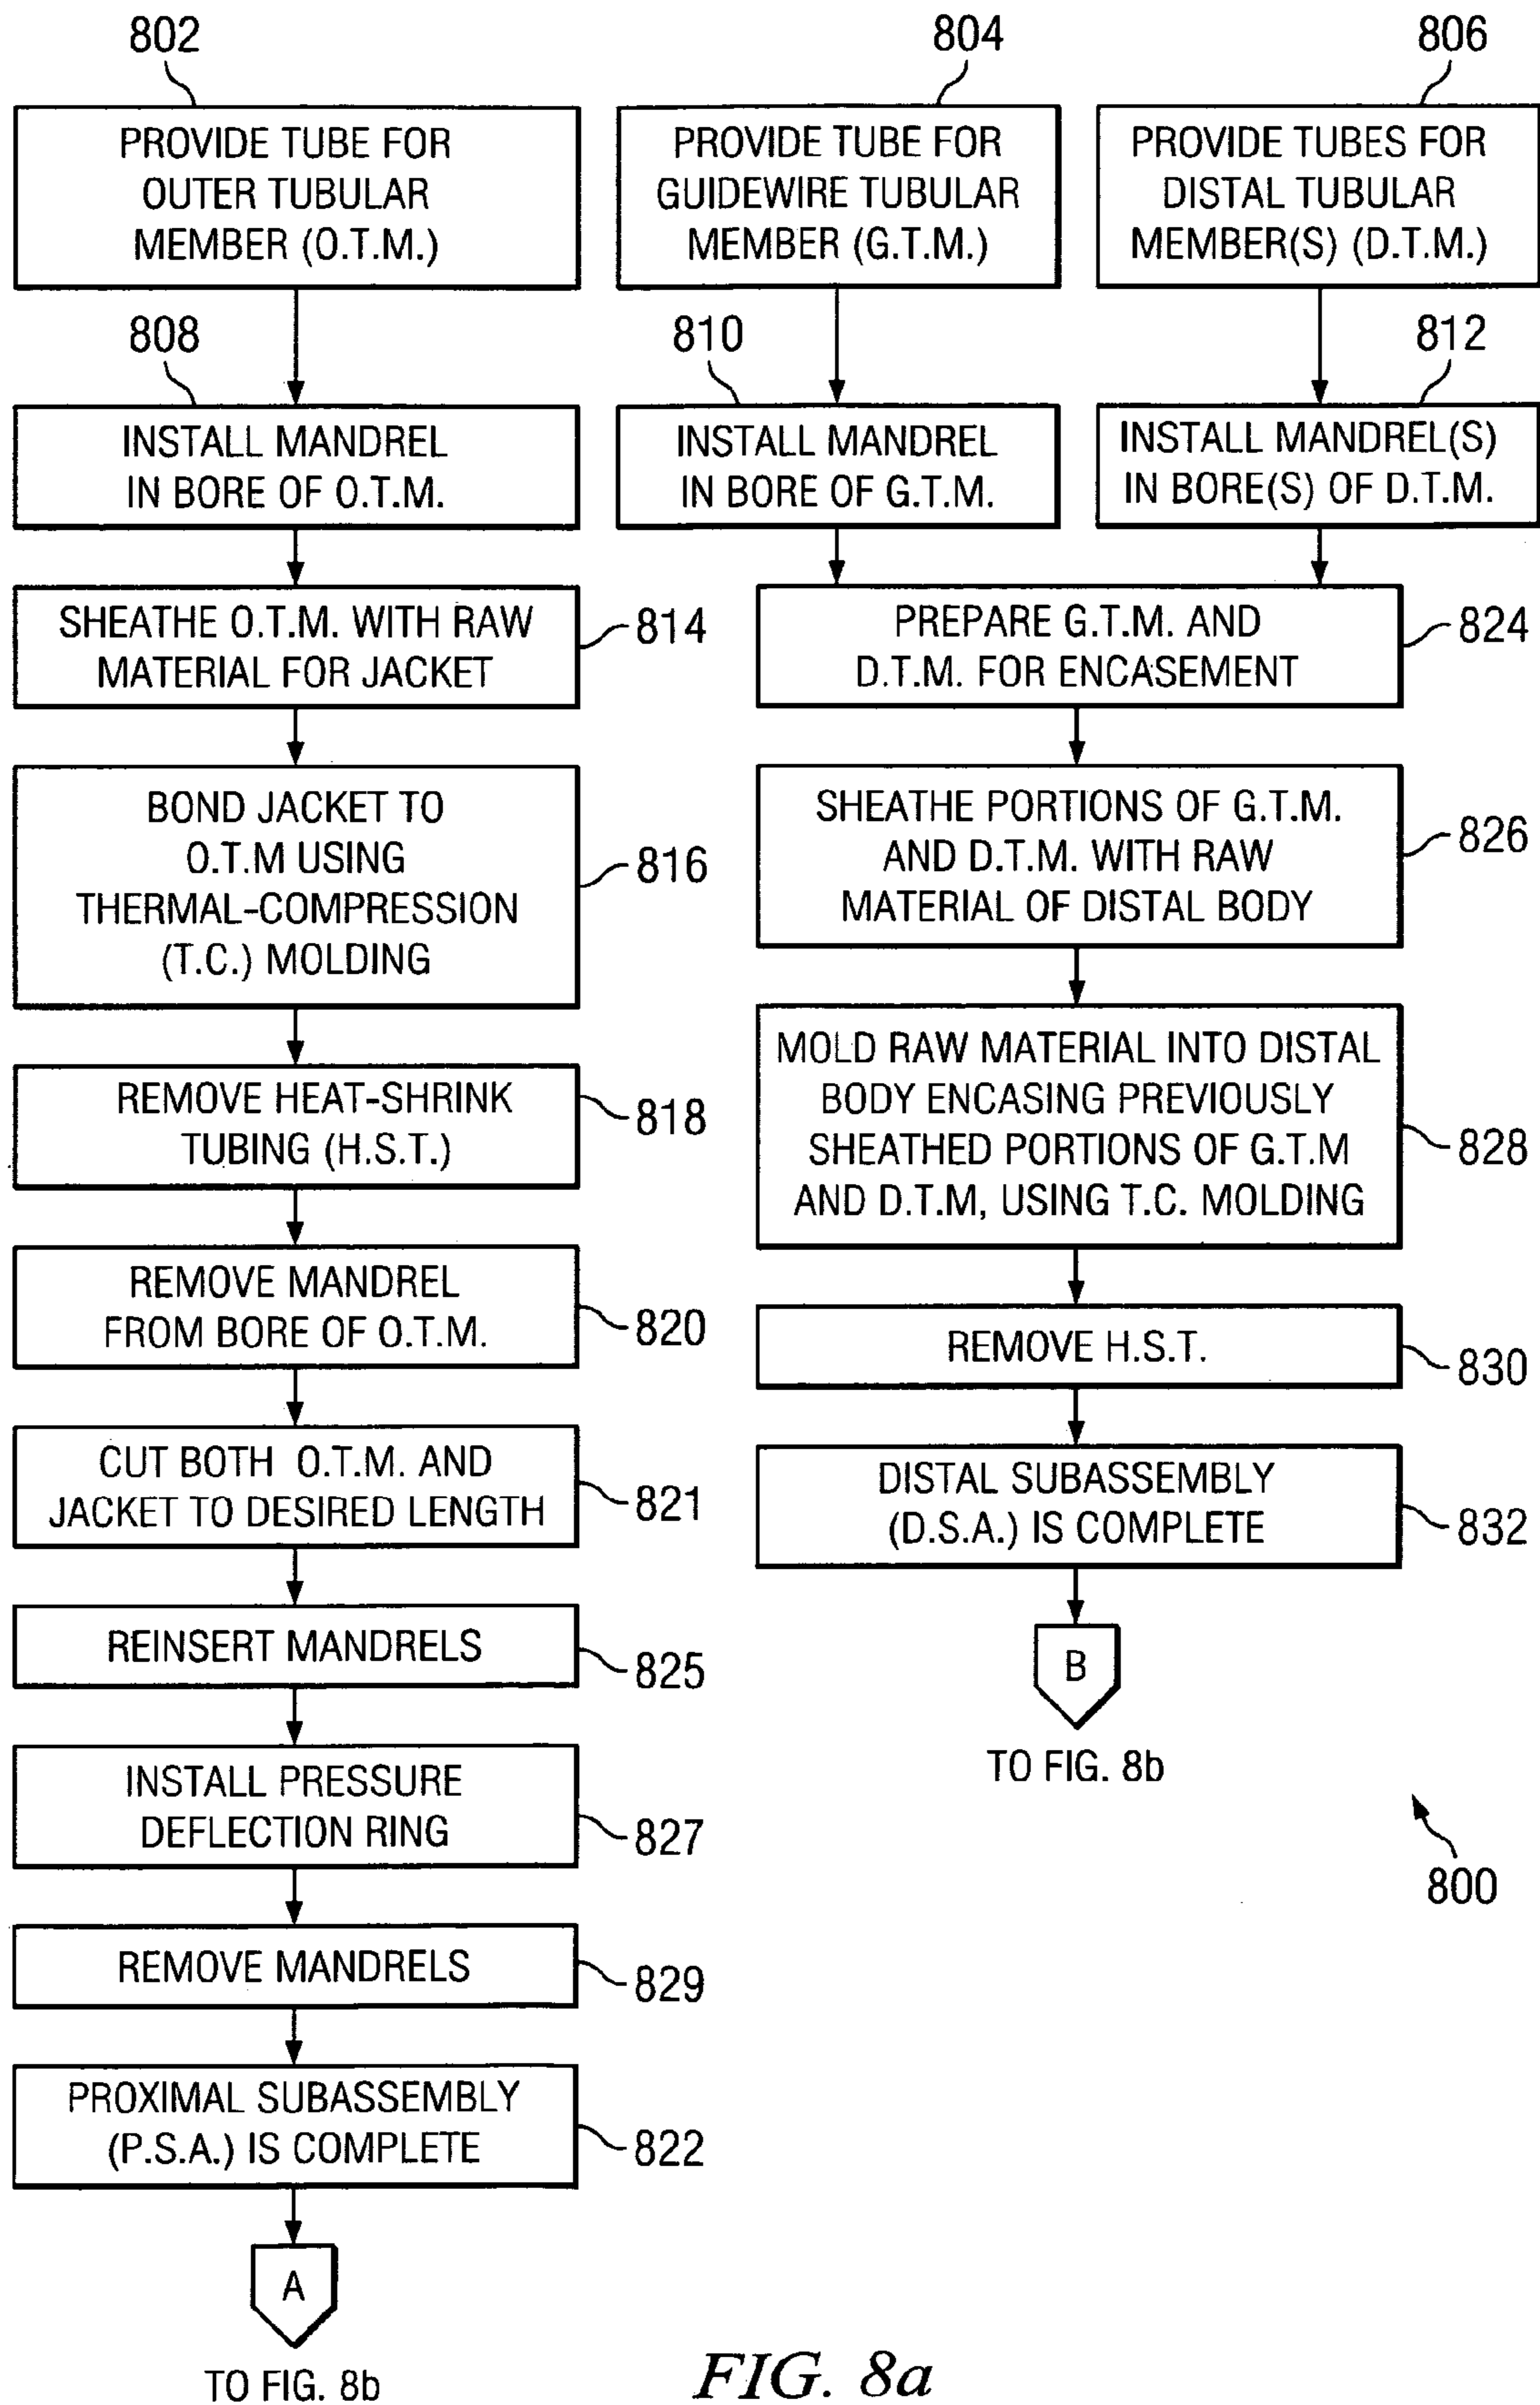 802
PROVIDE TUBE FOR
OUTER TUBULAR
MEMBER (O.T.M.)
804
PROVIDE TUBE FOR
GUIDEWIRE TUBULAR
MEMBER (G.T.M.)
806
PROVIDE TUBES FOR
DISTAL TUBULAR
MEMBER(S) (D.T.M.)
808
INSTALL MANDREL
IN BORE OF O.T.M.
810
INSTALL MANDREL
IN BORE OF G.T.M.
812
INSTALL MANDREL(S)
IN BORE(S) OF D.T.M.
SHEATHE O.T.M. WITH RAW
MATERIAL FOR JACKET
814
BOND JACKET TO
O.T.M USING
THERMAL-COMPRESSION
(T.C.) MOLDING
816
REMOVE HEAT-SHRINK
TUBING (H.S.T.)
818
REMOVE MANDREL
FROM BORE OF O.T.M.
820
CUT BOTH O.T.M. AND
JACKET TO DESIRED LENGTH
821
REINSERT MANDRELS
825
INSTALL PRESSURE
DEFLECTION RING
827
REMOVE MANDRELS
829
PROXIMAL SUBASSEMBLY
(P.S.A.) IS COMPLETE
822
A
TO FIG. 8b
PREPARE G.T.M. AND
D.T.M. FOR ENCASEMENT
824
SHEATHE PORTIONS OF G.T.M.
AND D.T.M. WITH RAW
MATERIAL OF DISTAL BODY
826
MOLD RAW MATERIAL INTO DISTAL
BODY ENCASING PREVIOUSLY
SHEATHED PORTIONS OF G.T.M
AND D.T.M, USING T.C. MOLDING
828
REMOVE H.S.T.
830
DISTAL SUBASSEMBLY
(D.S.A.) IS COMPLETE
832
B
TO FIG. 8b
800
FIG. 8a